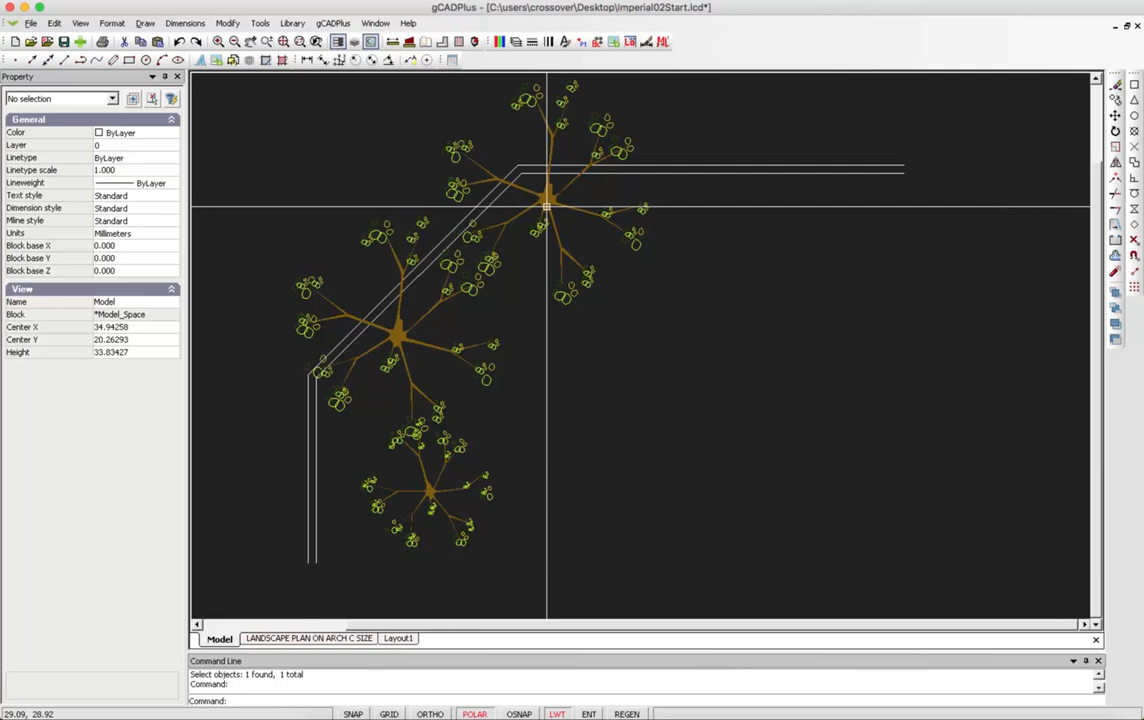 gCADPlus - [C:\users\crossover\Desktop\Imperial02Start.lcd*]
File Edit View Format Draw Dimensions Modify Tools Library gCADPlus Window Help
Property
No selection
General
Color ByLayer
Layer 0
Linetype ByLayer
Linetype scale 1.000
Lineweight ByLayer
Text style Standard
Dimension style Standard
Mline style Standard
Units Millimeters
Block base X 0.000
Block base Y 0.000
Block base Z 0.000
View
Name Model
Block *Model_Space
Center X 34.94258
Center Y 20.26293
Height 33.83427
Model LANDSCAPE PLAN ON ARCH C SIZE Layout1
Command Line
Select objects: 1 found, 1 total
Command:
Command:
29.09, 28.92 SNAP GRID ORTHO POLAR OSNAP LWT ENT REGEN